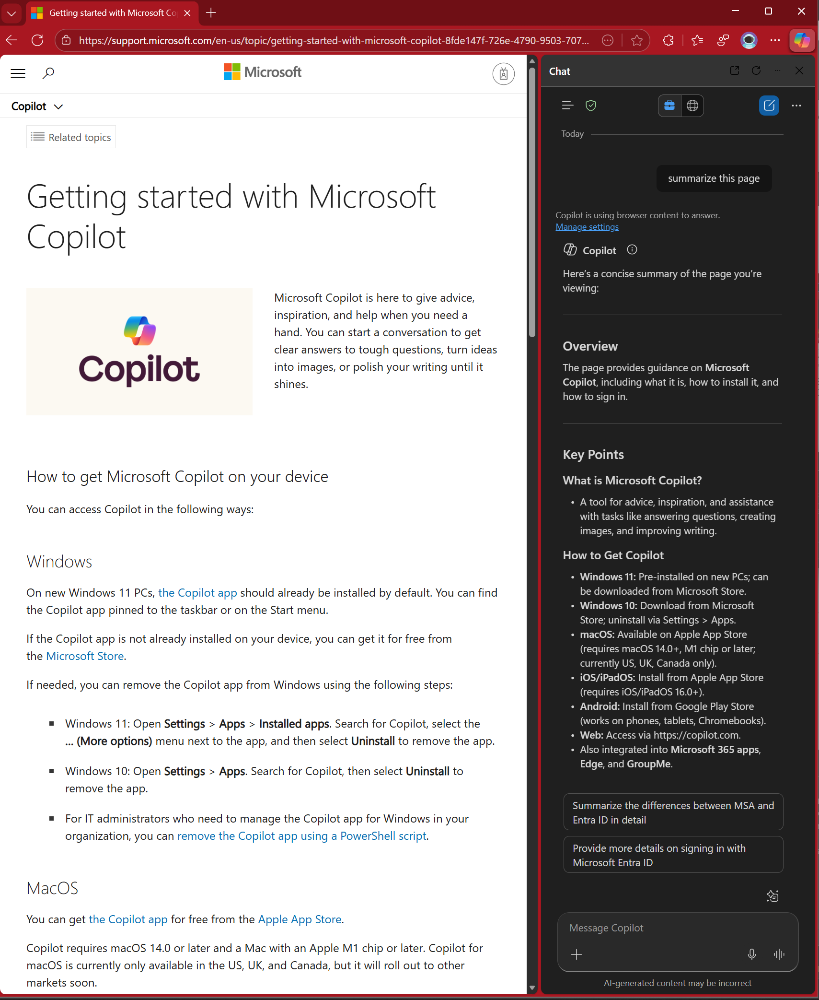 Getting started with Microsoft Co
https://support.microsoft.com/en-us/topic/getting-started-with-microsoft-copilot-8fde147f-726e-4790-9503-707...
Microsoft
Copilot
Related topics
Getting started with Microsoft
Copilot
Copilot
Microsoft Copilot is here to give advice,
inspiration, and help when you need a
hand. You can start a conversation to get
clear answers to tough questions, turn ideas
into images, or polish your writing until it
shines.
How to get Microsoft Copilot on your device
You can access Copilot in the following ways:
Windows
On new Windows 11 PCs, the Copilot app should already be installed by default. You can find
the Copilot app pinned to the taskbar or on the Start menu.
If the Copilot app is not already installed on your device, you can get it for free from
the Microsoft Store.
If needed, you can remove the Copilot app from Windows using the following steps:
▪ Windows 11: Open Settings > Apps > Installed apps. Search for Copilot, select the
... (More options) menu next to the app, and then select Uninstall to remove the app.
▪ Windows 10: Open Settings > Apps. Search for Copilot, then select Uninstall to
remove the app.
▪ For IT administrators who need to manage the Copilot app for Windows in your
organization, you can remove the Copilot app using a PowerShell script.
MacOS
You can get the Copilot app for free from the Apple App Store.
Copilot requires macOS 14.0 or later and a Mac with an Apple M1 chip or later. Copilot for
macOS is currently only available in the US, UK, and Canada, but it will roll out to other
markets soon.
Chat
Today
summarize this page
Copilot is using browser content to answer.
Manage settings
Copilot
Here’s a concise summary of the page you’re
viewing:
Overview
The page provides guidance on Microsoft
Copilot, including what it is, how to install it, and
how to sign in.
Key Points
What is Microsoft Copilot?
• A tool for advice, inspiration, and assistance
with tasks like answering questions, creating
images, and improving writing.
How to Get Copilot
• Windows 11: Pre-installed on new PCs; can
be downloaded from Microsoft Store.
• Windows 10: Download from Microsoft
Store; uninstall via Settings > Apps.
• macOS: Available on Apple App Store
(requires macOS 14.0+, M1 chip or later;
currently US, UK, Canada only).
• iOS/iPadOS: Install from Apple App Store
(requires iOS/iPadOS 16.0+).
• Android: Install from Google Play Store
(works on phones, tablets, Chromebooks).
• Web: Access via https://copilot.com.
• Also integrated into Microsoft 365 apps,
Edge, and GroupMe.
Summarize the differences between MSA and
Entra ID in detail
Provide more details on signing in with
Microsoft Entra ID
Message Copilot
AI-generated content may be incorrect